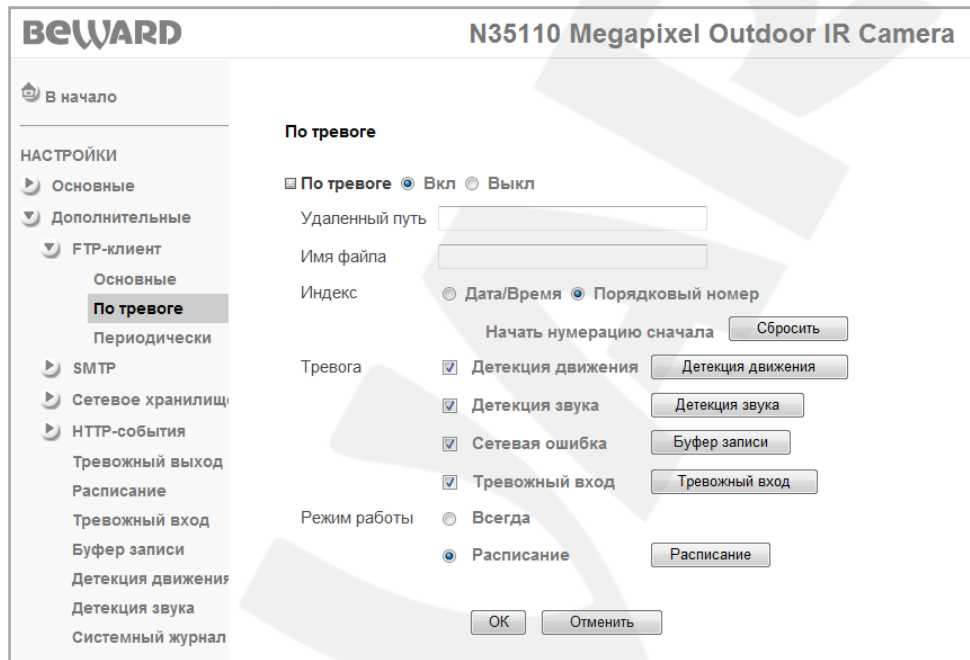 BEWARD
N35110 Megapixel Outdoor IR Camera
В начало
НАСТРОЙКИ
Основные
Дополнительные
FTP-клиент
Основные
По тревоге
Периодически
SMTP
Сетевое хранилищ
HTTP-события
Тревожный выход
Расписание
Тревожный вход
Буфер записи
Детекция движения
Детекция звука
Системный журнал
По тревоге
По тревоге Вкл Выкл
Удаленный путь
Имя файла
Индекс Дата/Время Порядковый номер
Начать нумерацию сначала Сбросить
Тревога Детекция движения Детекция движения
Детекция звука Детекция звука
Сетевая ошибка Буфер записи
Тревожный вход Тревожный вход
Режим работы Всегда
Расписание Расписание
OK Отменить